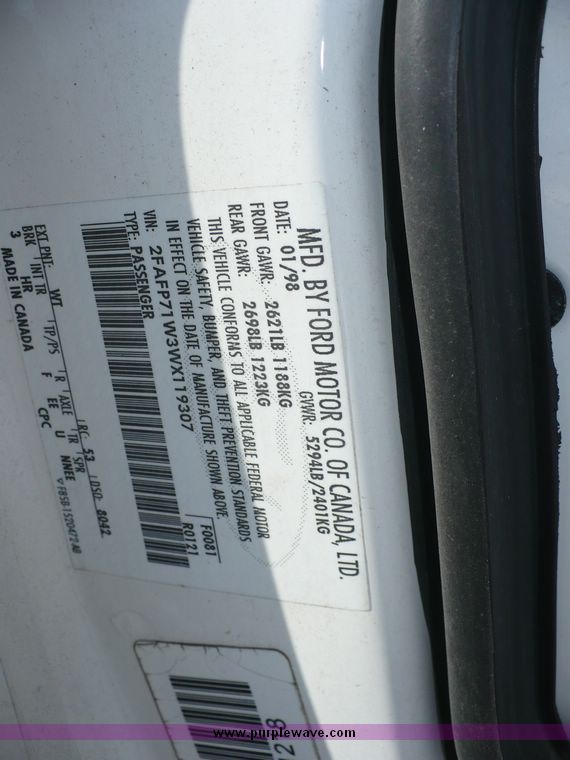 MFD. BY FORD MOTOR CO. OF CANADA, LTD.
DATE: 01/98 GVWR: 5294LB/2401KG
FRONT GAWR: 2621LB 1188KG
REAR GAWR: 2698LB 1223KG
THIS VEHICLE CONFORMS TO ALL APPLICABLE FEDERAL MOTOR
VEHICLE SAFETY, BUMPER, AND THEFT PREVENTION STANDARDS
IN EFFECT ON THE DATE OF MANUFACTURE SHOWN ABOVE.
VIN: 2FAFP71W3WX119307 F0081
TYPE: PASSENGER R0121
EXT PNT: WT RC: 53 DSO: 8042
BRK INT TR TP/PS R AXLE TR SPR
3 HR F EE U NNEE
MADE IN CANADA CPC F85B-1520472-AB
www.purplewave.com